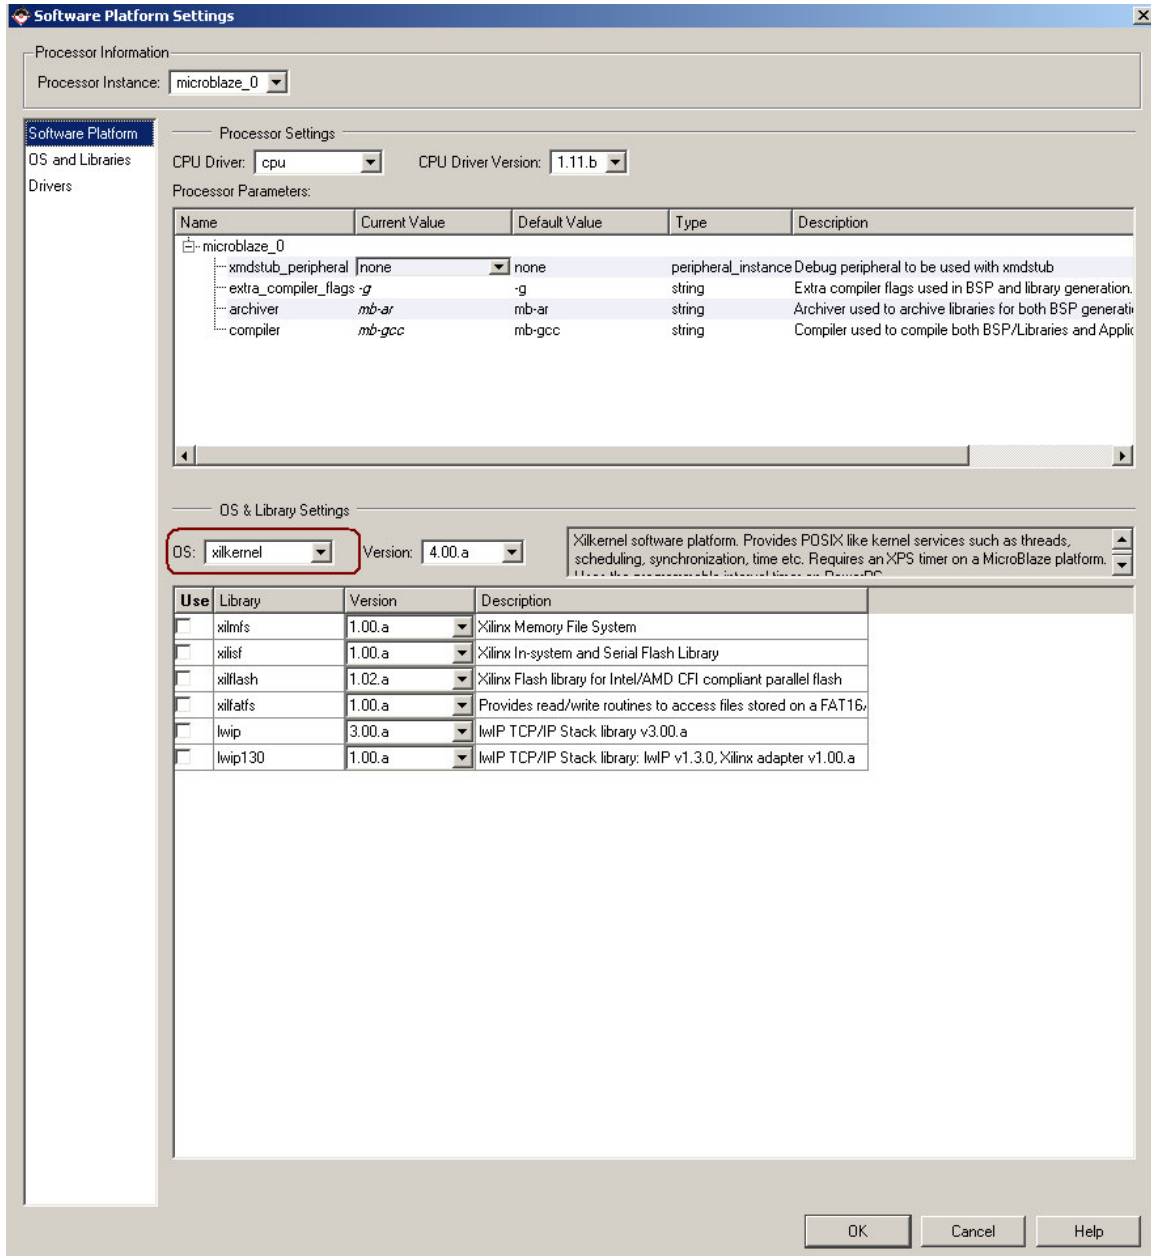 Software Platform Settings
Processor Information
Processor Instance: microblaze_0
Software Platform
OS and Libraries
Drivers
Processor Settings
CPU Driver: cpu CPU Driver Version: 1.11.b
Processor Parameters:
Name Current Value Default Value Type Description
microblaze_0
xmdstub_peripheral none none peripheral_instance Debug peripheral to be used with xmdstub
extra_compiler_flags -g -g string Extra compiler flags used in BSP and library generation.
archiver mb-ar mb-ar string Archiver used to archive libraries for both BSP generati
compiler mb-gcc mb-gcc string Compiler used to compile both BSP/Libraries and Applic
OS & Library Settings
OS: xilkernel Version: 4.00.a
Xilkernel software platform. Provides POSIX like kernel services such as threads,
scheduling, synchronization, time etc. Requires an XPS timer on a MicroBlaze platform.
Use Library Version Description
xilmfs 1.00.a Xilinx Memory File System
xilisf 1.00.a Xilinx In-system and Serial Flash Library
xilflash 1.02.a Xilinx Flash library for Intel/AMD CFI compliant parallel flash
xilfatfs 1.00.a Provides read/write routines to access files stored on a FAT16/
lwip 3.00.a lwIP TCP/IP Stack library v3.00.a
lwip130 1.00.a lwIP TCP/IP Stack library: lwIP v1.3.0, Xilinx adapter v1.00.a
OK Cancel Help